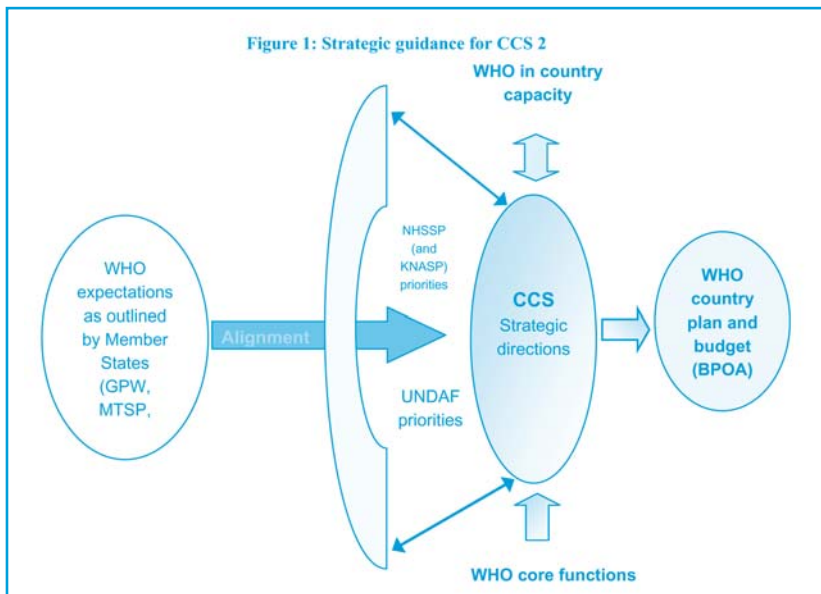 Figure 1: Strategic guidance for CCS 2
WHO in country
capacity
WHO
expectations
as outlined
by Member
States
(GPW,
MTSP,
Alignment
NHSSP
(and
KNASP)
priorities
UNDAF
priorities
CCS
Strategic
directions
WHO
country
plan and
budget
(BPOA)
WHO core functions